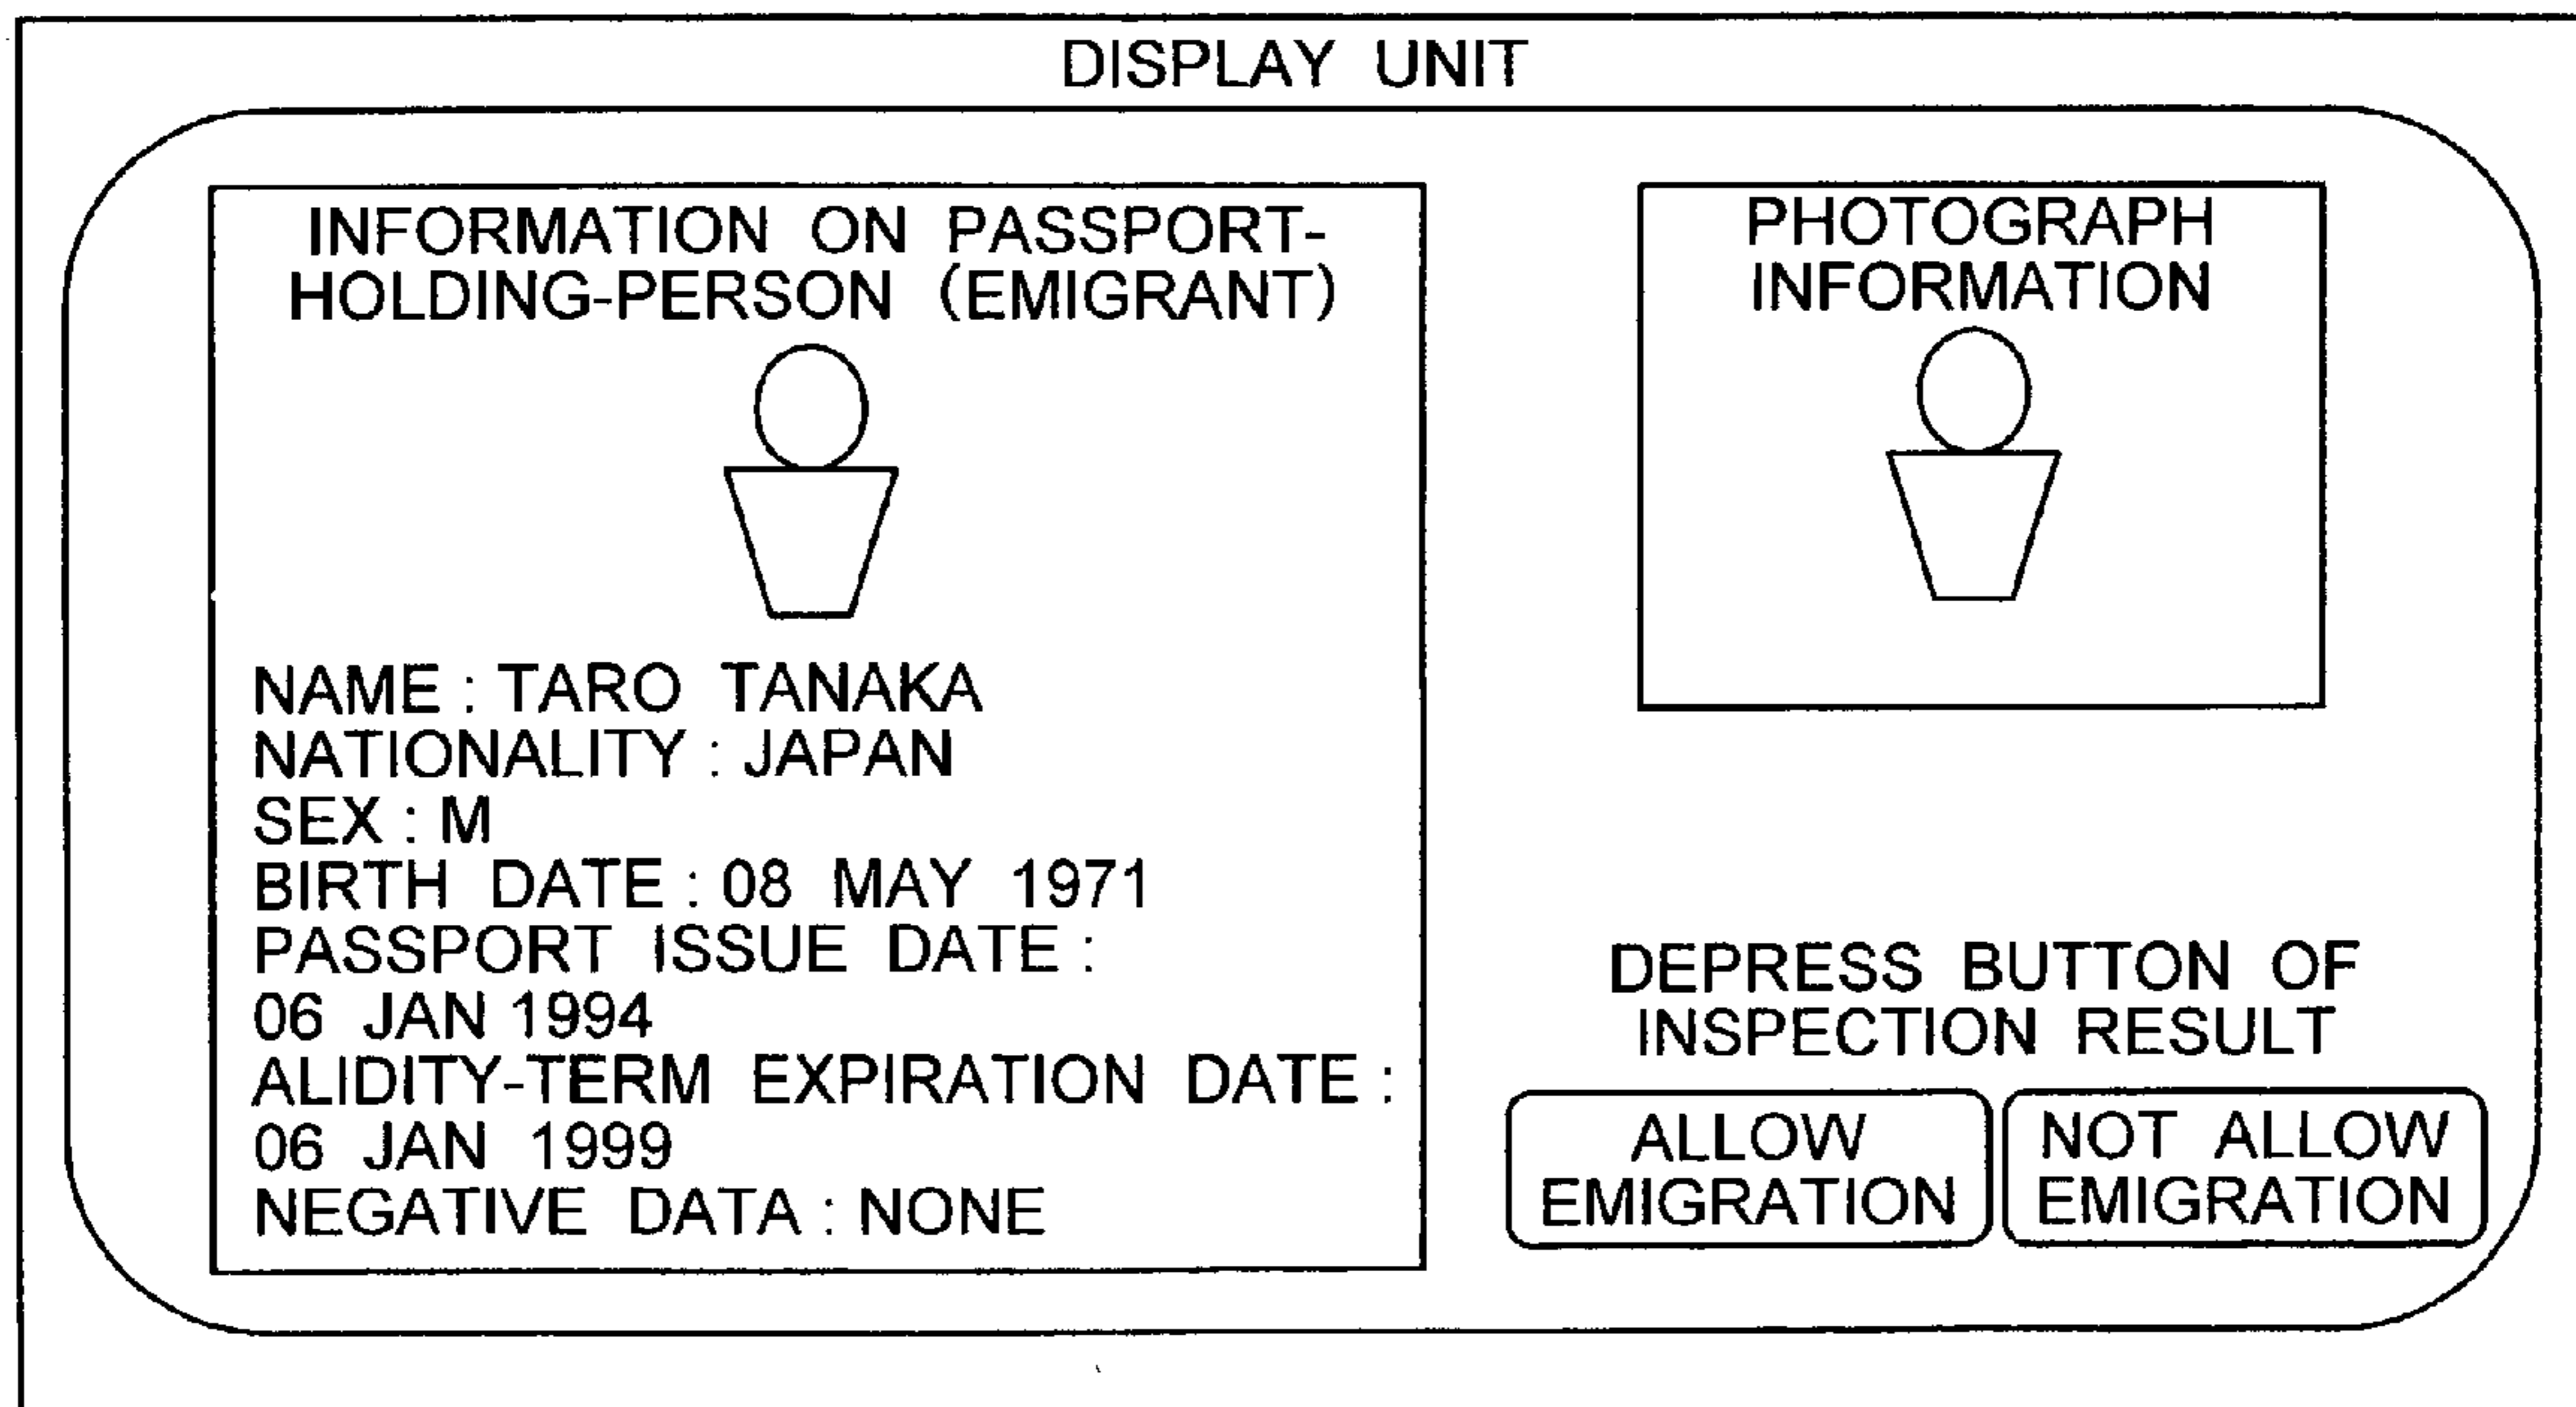 DISPLAY UNIT
INFORMATION ON PASSPORT-
HOLDING-PERSON (EMIGRANT)
NAME : TARO TANAKA
NATIONALITY : JAPAN
SEX : M
BIRTH DATE : 08 MAY 1971
PASSPORT ISSUE DATE :
06 JAN 1994
ALIDITY-TERM EXPIRATION DATE :
06 JAN 1999
NEGATIVE DATA : NONE
PHOTOGRAPH
INFORMATION
DEPRESS BUTTON OF
INSPECTION RESULT
ALLOW
EMIGRATION
NOT ALLOW
EMIGRATION